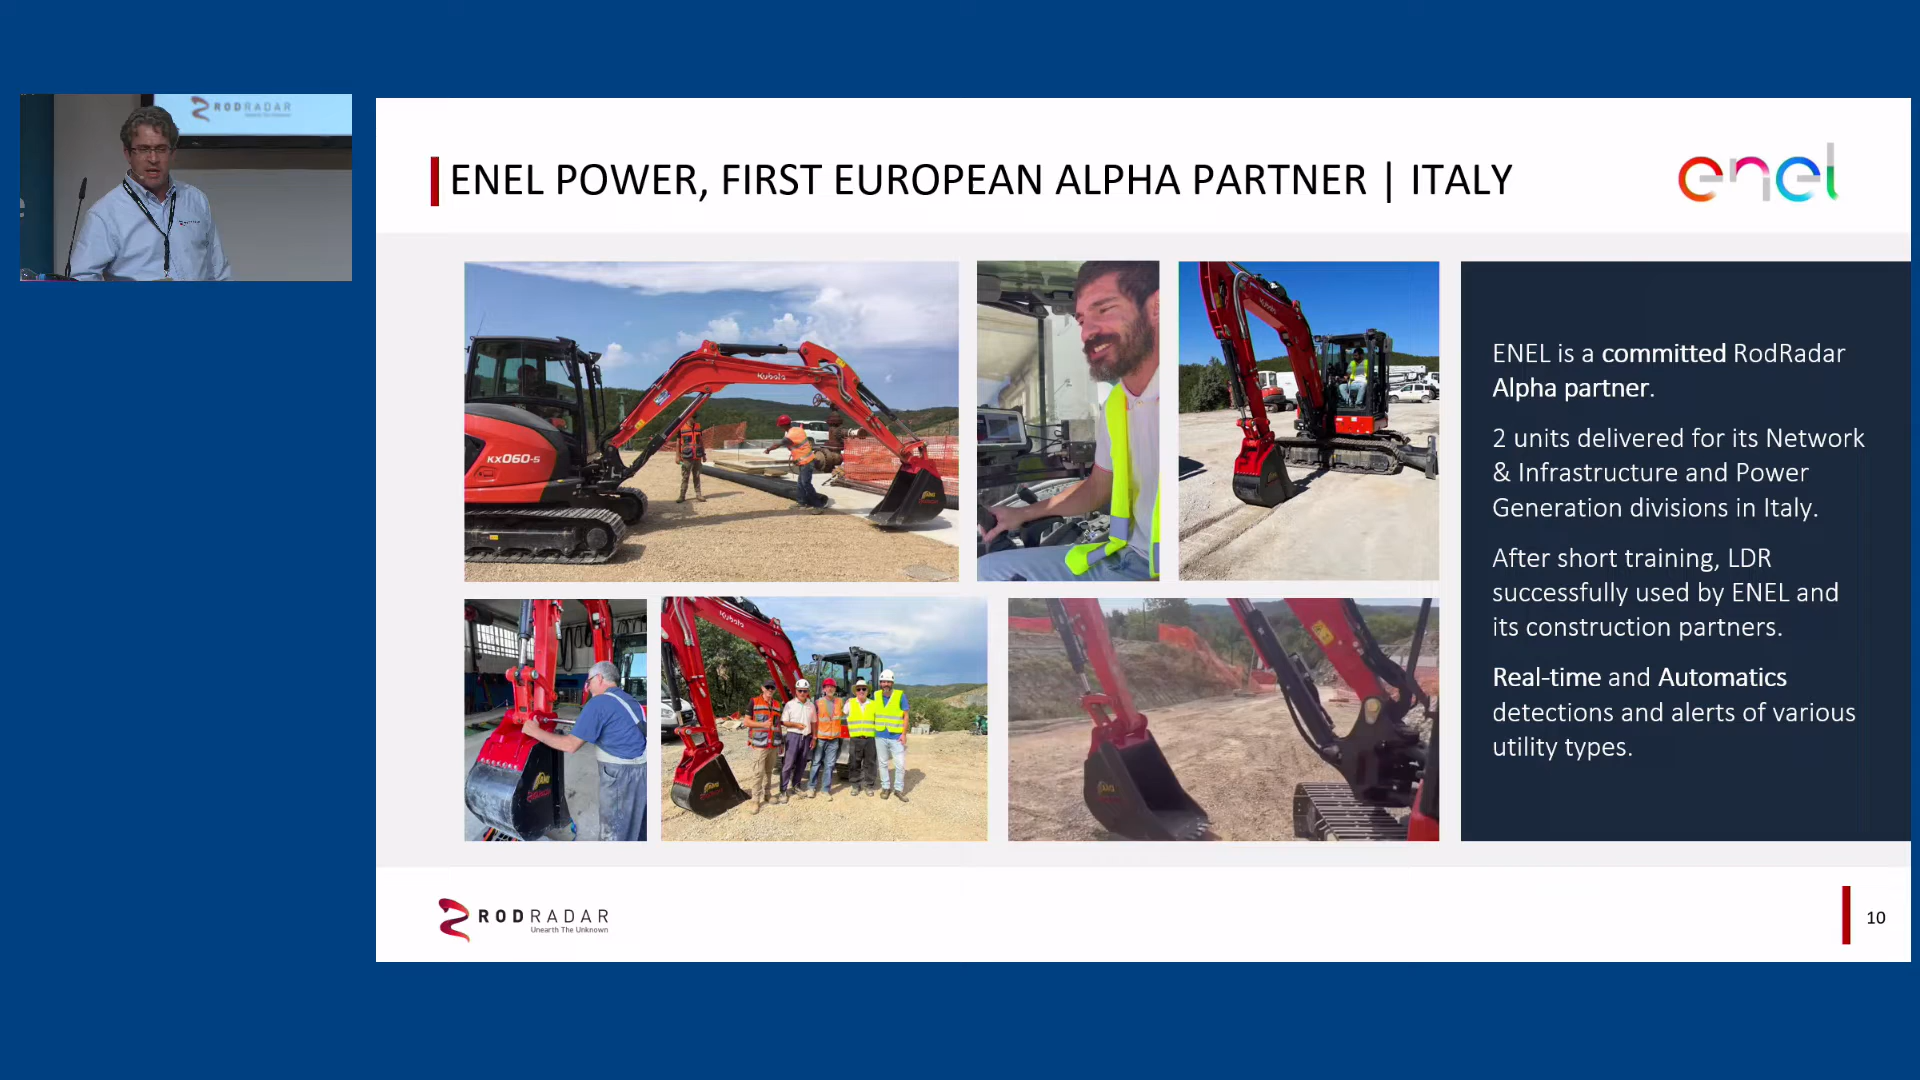 RODRADAR
ENEL POWER, FIRST EUROPEAN ALPHA PARTNER | ITALY
enel
Kubota
KX060-5
Kubota
ENEL is a committed RodRadar
Alpha partner.
2 units delivered for its Network
& Infrastructure and Power
Generation divisions in Italy.
After short training, LDR
successfully used by ENEL and
its construction partners.
Real-time and Automatics
detections and alerts of various
utility types.
RODRADAR
Unearth The Unknown
10